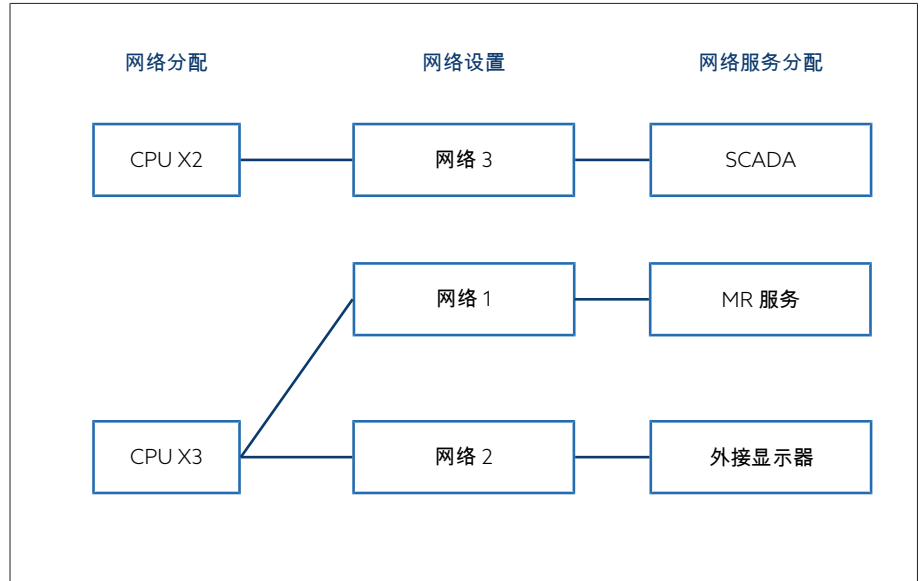 网络分配 网络设置 网络服务分配
CPU X2 网络 3 SCADA
网络 1 MR 服务
CPU X3 网络 2 外接显示器